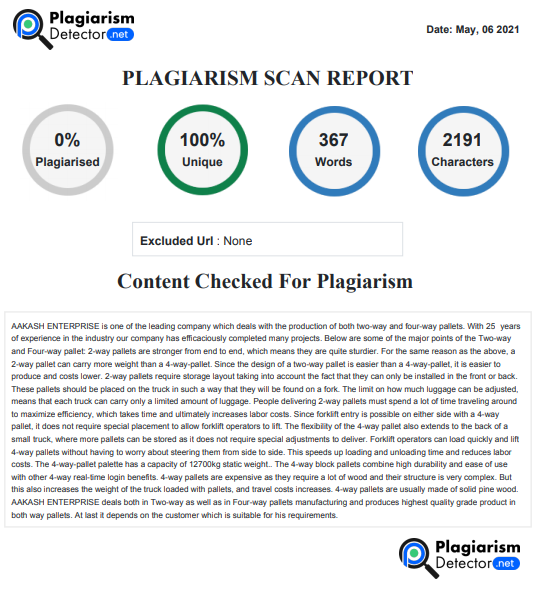 Plagiarism
Detector.net
Date: May, 06 2021
PLAGIARISM SCAN REPORT
0%
Plagiarised
100%
Unique
367
Words
2191
Characters
Excluded Url : None
Content Checked For Plagiarism
AAKASH ENTERPRISE is one of the leading company which deals with the production of both two-way and four-way pallets. With 25 years
of experience in the industry our company has efficaciously completed many projects. Below are some of the major points of the Two-way
and Four-way pallet: 2-way pallets are stronger from end to end, which means they are quite sturdier. For the same reason as the above, a
2-way pallet can carry more weight than a 4-way-pallet. Since the design of a two-way pallet is easier than a 4-way-pallet, it is easier to
produce and costs lower. 2-way pallets require storage layout taking into account the fact that they can only be installed in the front or back.
These pallets should be placed on the truck in such a way that they will be found on a fork. The limit on how much luggage can be adjusted,
means that each truck can carry only a limited amount of luggage. People delivering 2-way pallets must spend a lot of time traveling around
to maximize efficiency, which takes time and ultimately increases labor costs. Since forklift entry is possible on either side with a 4-way
pallet, it does not require special placement to allow forklift operators to lift. The flexibility of the 4-way pallet also extends to the back of a
small truck, where more pallets can be stored as it does not require special adjustments to deliver. Forklift operators can load quickly and lift
4-way pallets without having to worry about steering them from side to side. This speeds up loading and unloading time and reduces labor
costs. The 4-way-pallet palette has a capacity of 12700kg static weight.. The 4-way block pallets combine high durability and ease of use
with other 4-way real-time login benefits. 4-way pallets are expensive as they require a lot of wood and their structure is very complex. But
this also increases the weight of the truck loaded with pallets, and travel costs increases. 4-way pallets are usually made of solid pine wood.
AAKASH ENTERPRISE deals both in Two-way as well as in Four-way pallets manufacturing and produces highest quality grade product in
both way pallets. At last it depends on the customer which is suitable for his requirements.
Plagiarism
Detector.net